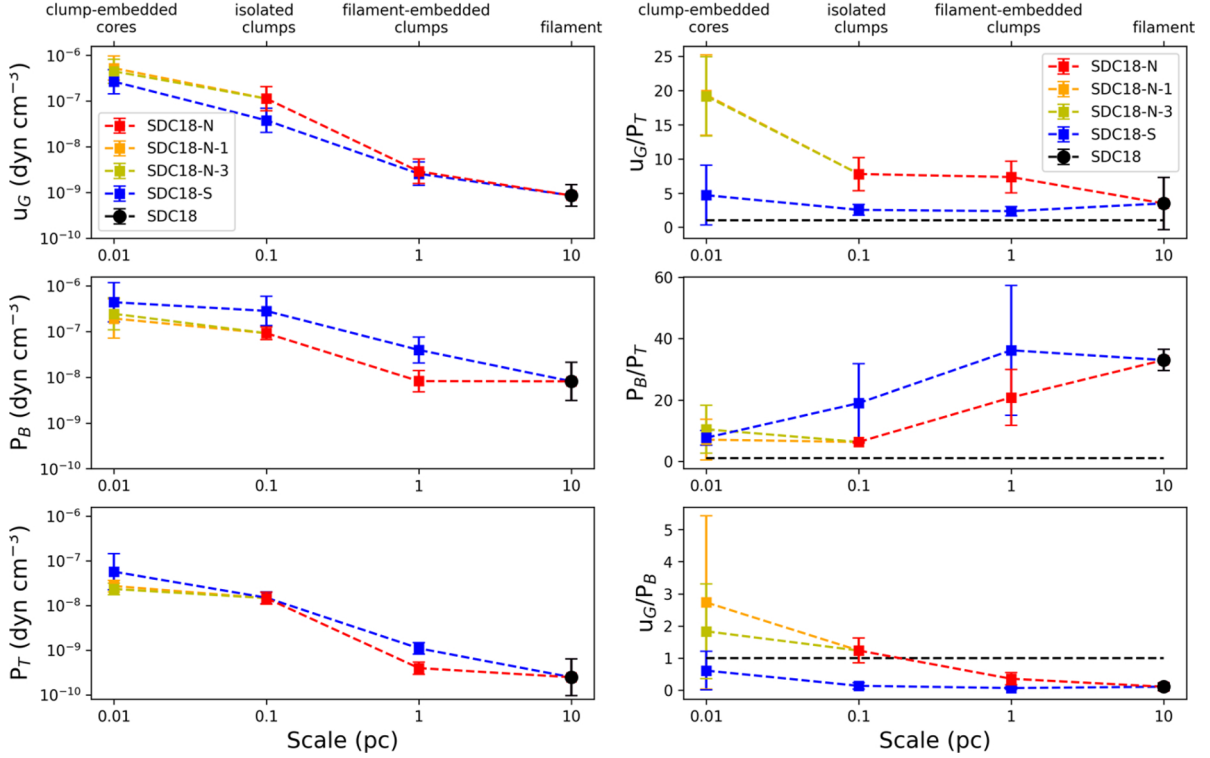 clump-embedded cores
isolated clumps
filament-embedded clumps
filament
clump-embedded cores
isolated clumps
filament-embedded clumps
filament
u_G (dyn cm⁻³)
10⁻⁶
10⁻⁷
10⁻⁸
10⁻⁹
10⁻¹⁰
SDC18-N
SDC18-N-1
SDC18-N-3
SDC18-S
SDC18
0.01 0.1 1 10
u_G/P_T
25
20
15
10
5
0
SDC18-N
SDC18-N-1
SDC18-N-3
SDC18-S
SDC18
0.01 0.1 1 10
P_B (dyn cm⁻³)
10⁻⁶
10⁻⁷
10⁻⁸
10⁻⁹
10⁻¹⁰
0.01 0.1 1 10
P_B/P_T
60
40
20
0
0.01 0.1 1 10
P_T (dyn cm⁻³)
10⁻⁶
10⁻⁷
10⁻⁸
10⁻⁹
10⁻¹⁰
0.01 0.1 1 10
Scale (pc)
u_G/P_B
5
4
3
2
1
0
0.01 0.1 1 10
Scale (pc)